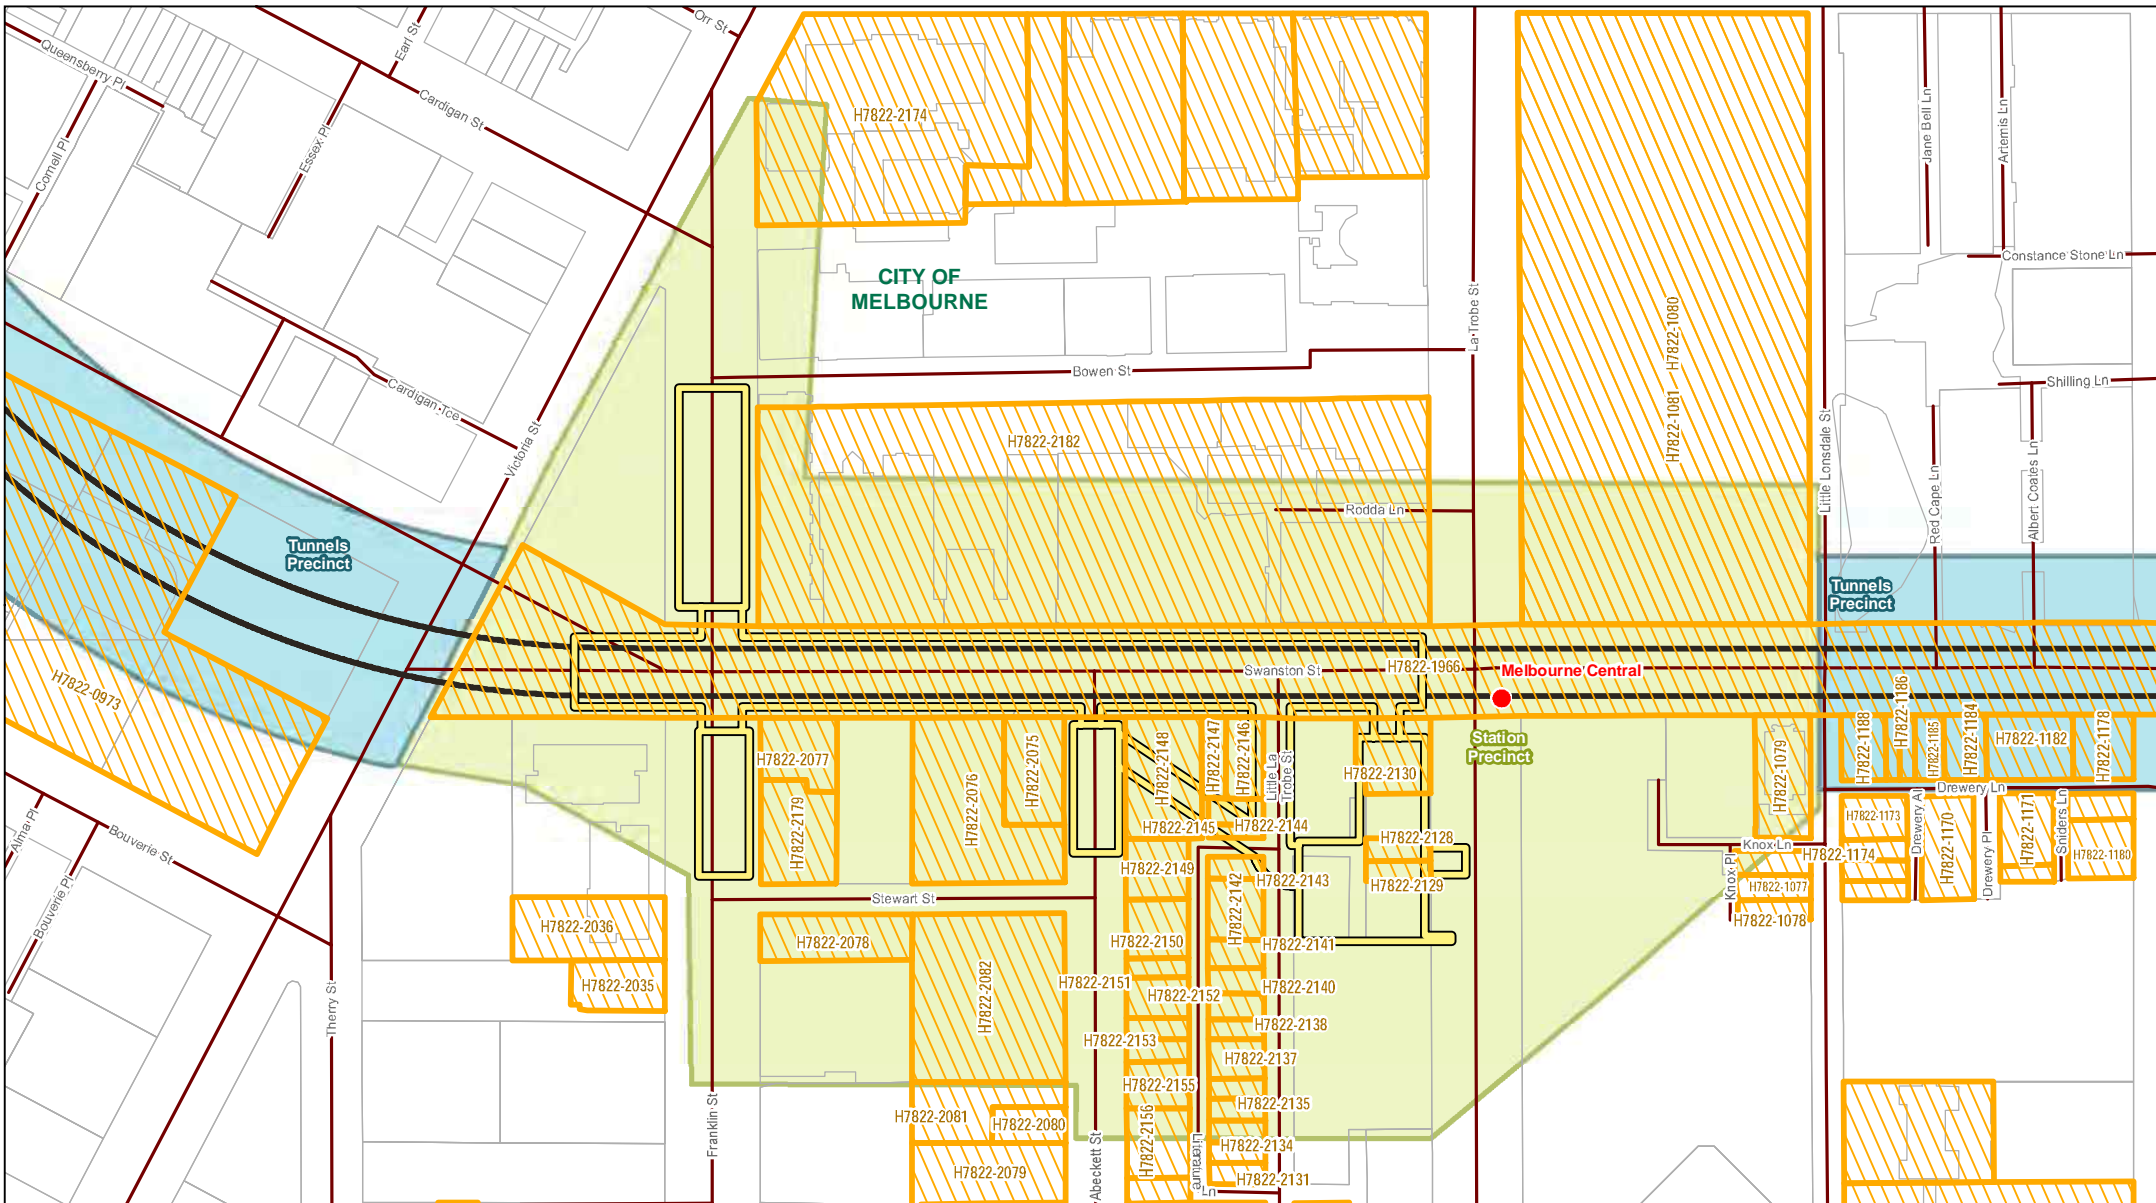 Orr St
Earl St
Queensberry Pl
Cardigan St
Essex Pl
Cornell Pl
H7822-2174
Jane Bell Ln
Artemis Ln
CITY OF
MELBOURNE
Constance Stone Ln
La Trobe St
H7822-1081
H7822-1080
Bowen St
Shilling Ln
Cardigan Tce
Victoria St
H7822-2182
Little Lonsdale St
Red Cape Ln
Albert Coates Ln
Rodda Ln
Tunnels
Precinct
Tunnels
Precinct
Swanston St
H7822-1966
Melbourne Central
H7822-0973
Station
Precinct
H7822-2077
H7822-2179
H7822-2076
H7822-2075
H7822-2148
H7822-2147
H7822-2146
Little La
Trobe St
H7822-2130
H7822-1079
H7822-1188
H7822-1186
H7822-1185
H7822-1184
H7822-1182
H7822-1178
Drewery Ln
H7822-2145
H7822-2144
H7822-2128
H7822-1173
Drewery Al
H7822-1170
Drewery Pl
H7822-1171
Sniders Ln
H7822-1180
Knox Ln
H7822-1174
Alma Pl
Bouverie St
Bouverie Pl
H7822-2149
H7822-2142
H7822-2143
H7822-2129
Knox Pl
H7822-1077
H7822-1078
Stewart St
H7822-2036
H7822-2078
H7822-2150
H7822-2141
H7822-2035
H7822-2082
H7822-2151
H7822-2152
H7822-2140
Therry St
H7822-2153
H7822-2138
H7822-2137
H7822-2155
H7822-2135
H7822-2081
H7822-2080
H7822-2156
H7822-2134
Franklin St
Abeckett St
Literature
Ln
H7822-2079
H7822-2131